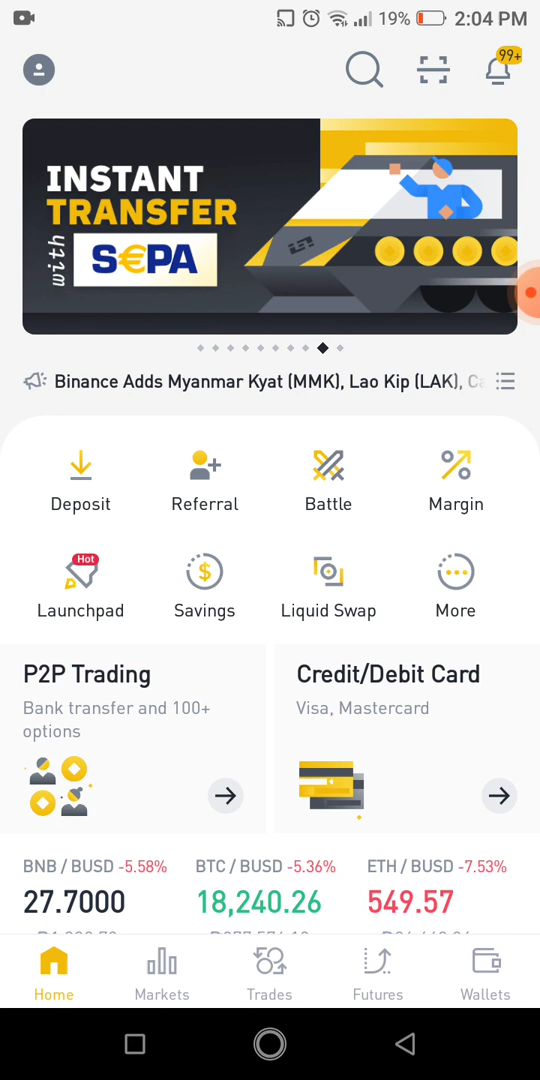 19% 2:04 PM
99+
INSTANT
TRANSFER
with S€PA
Binance Adds Myanmar Kyat (MMK), Lao Kip (LAK),
Deposit Referral Battle Margin
Hot
Launchpad Savings Liquid Swap More
P2P Trading
Bank transfer and 100+
options
Credit/Debit Card
Visa, Mastercard
BNB / BUSD -5.58% BTC / BUSD -5.36% ETH / BUSD -7.53%
27.7000 18,240.26 549.57
Home Markets Trades Futures Wallets